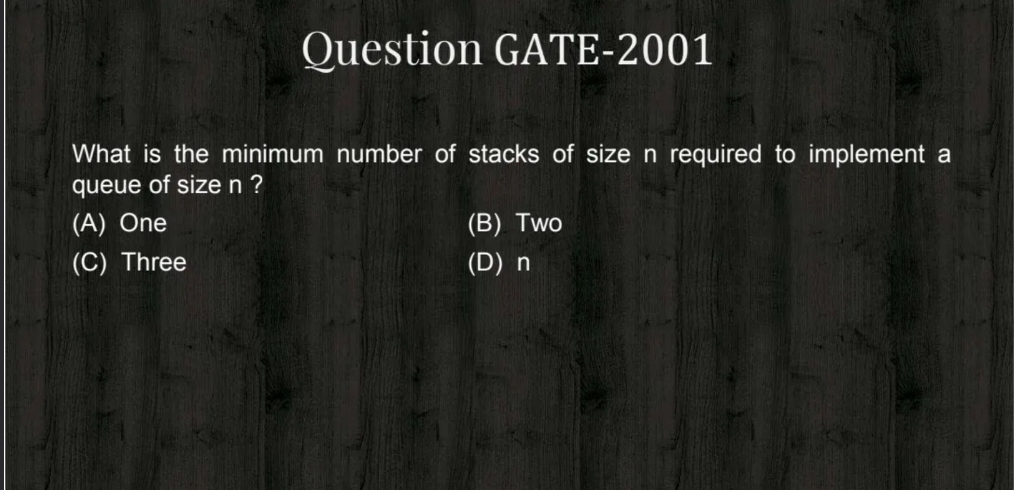 Question GATE-2001
What is the minimum number of stacks of size n required to implement a
queue of size n ?
(A) One (B) Two
(C) Three (D) n